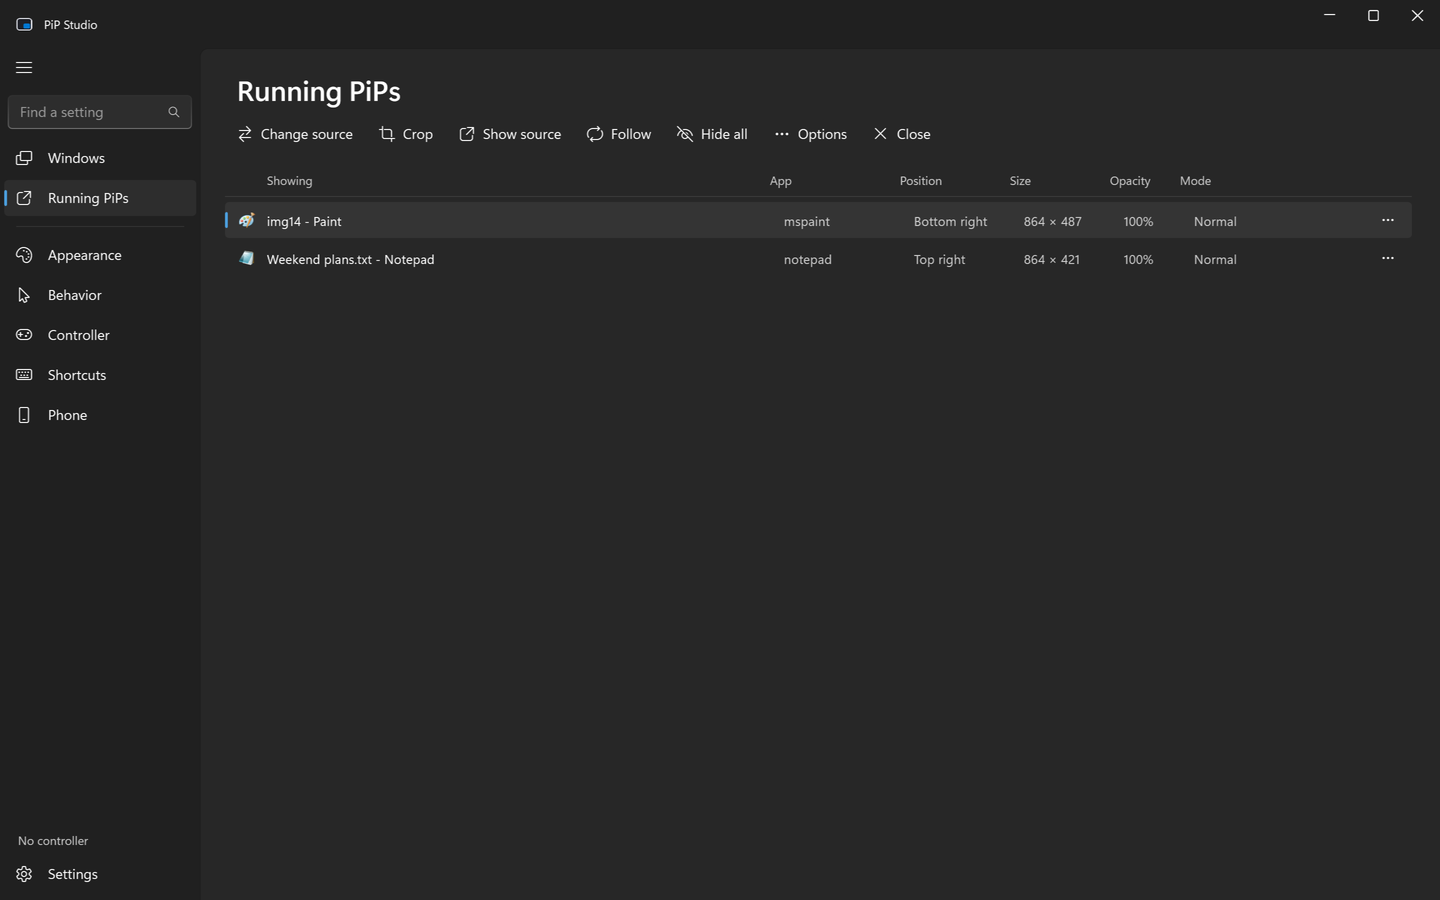 PiP Studio
Find a setting
Windows
Running PiPs
Appearance
Behavior
Controller
Shortcuts
Phone
No controller
Settings
Running PiPs
Change source Crop Show source Follow Hide all Options Close
Showing App Position Size Opacity Mode
img14 - Paint mspaint Bottom right 864 × 487 100% Normal
Weekend plans.txt - Notepad notepad Top right 864 × 421 100% Normal